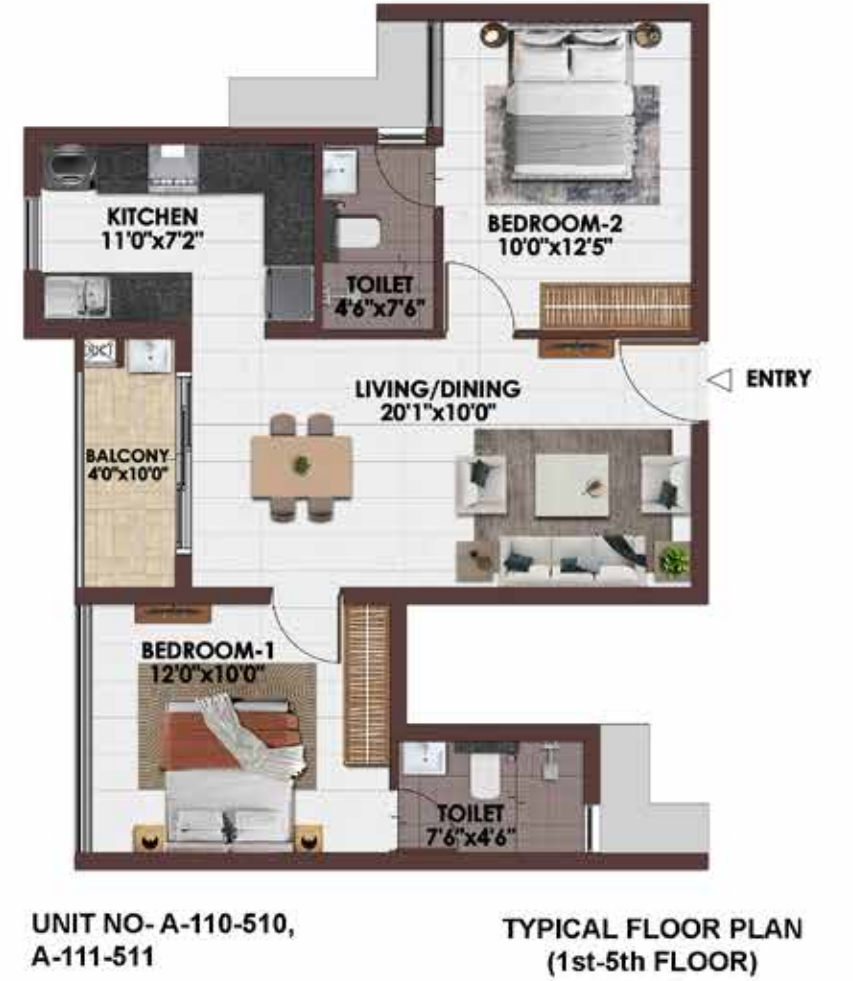 KITCHEN
11'0"x7'2"
BEDROOM-2
10'0"x12'5"
TOILET
4'6"x7'6"
LIVING/DINING
20'1"x10'0"
ENTRY
BALCONY
4'0"x10'0"
BEDROOM-1
12'0"x10'0"
TOILET
7'6"x4'6"
UNIT NO- A-110-510,
A-111-511
TYPICAL FLOOR PLAN
(1st-5th FLOOR)